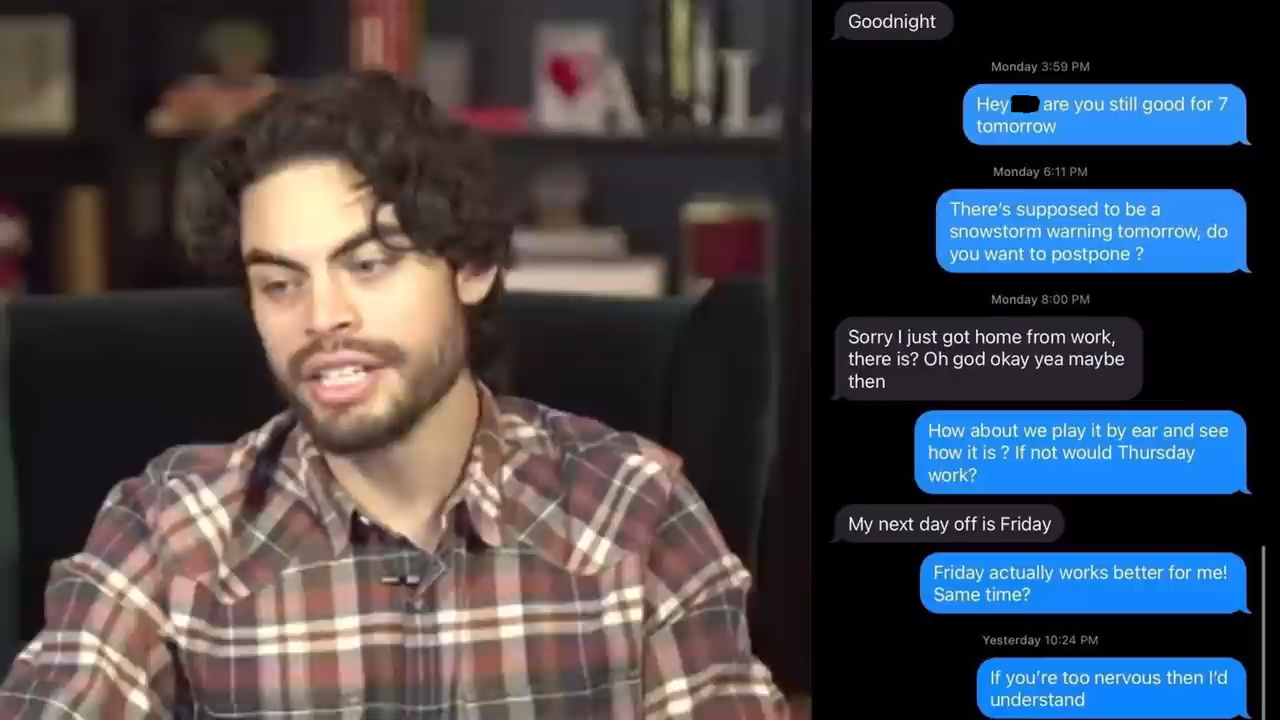 Goodnight
Monday 3:59 PM
Hey are you still good for 7
tomorrow
Monday 6:11 PM
There's supposed to be a
snowstorm warning tomorrow, do
you want to postpone ?
Monday 8:00 PM
Sorry I just got home from work,
there is? Oh god okay yea maybe
then
How about we play it by ear and see
how it is ? If not would Thursday
work?
My next day off is Friday
Friday actually works better for me!
Same time?
Yesterday 10:24 PM
If you're too nervous then I'd
understand